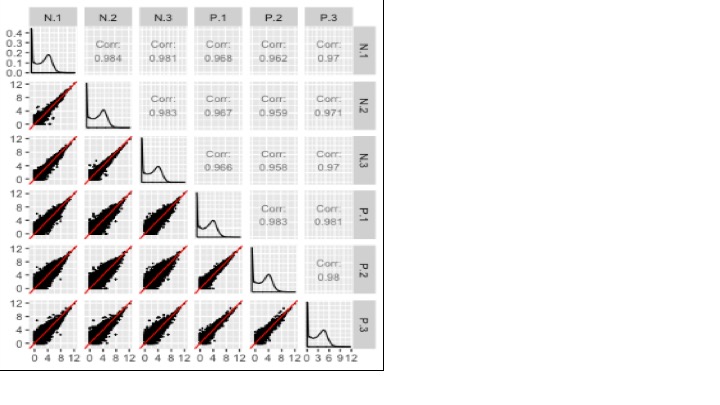 N.1 N.2 N.3 P.1 P.2 P.3
0.4
0.3
0.2
0.1
0.0
Corr: Corr: Corr: Corr: Corr:
0.984 0.981 0.968 0.962 0.97
N.1
12
8
4
0
Corr: Corr: Corr: Corr:
0.983 0.967 0.959 0.971
N.2
12
8
4
0
Corr: Corr: Corr:
0.966 0.958 0.97
N.3
12
8
4
0
Corr: Corr:
0.983 0.981
P.1
12
8
4
0
Corr:
0.98
P.2
12
8
4
0
P.3
0 4 8 12 0 4 8 12 0 4 8 12 0 4 8 12 0 4 8 12 0 3 6 9 12